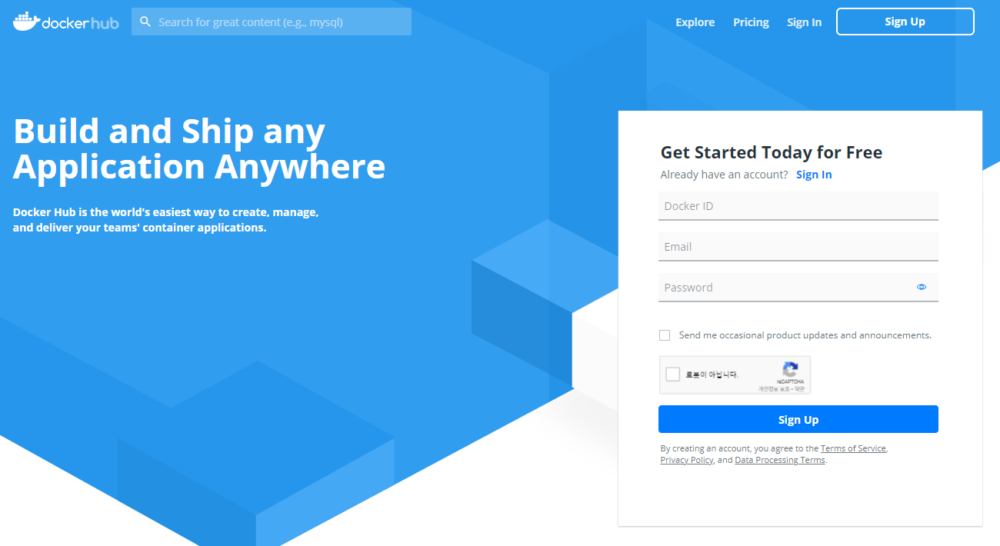 dockerhub
Search for great content (e.g., mysql)
Explore
Pricing
Sign In
Sign Up
Build and Ship any
Application Anywhere
Docker Hub is the world's easiest way to create, manage,
and deliver your teams' container applications.
Get Started Today for Free
Already have an account? Sign In
Docker ID
Email
Password
Send me occasional product updates and announcements.
로봇이 아닙니다.
reCAPTCHA
개인정보 보호 • 약관
Sign Up
By creating an account, you agree to the Terms of Service,
Privacy Policy, and Data Processing Terms.